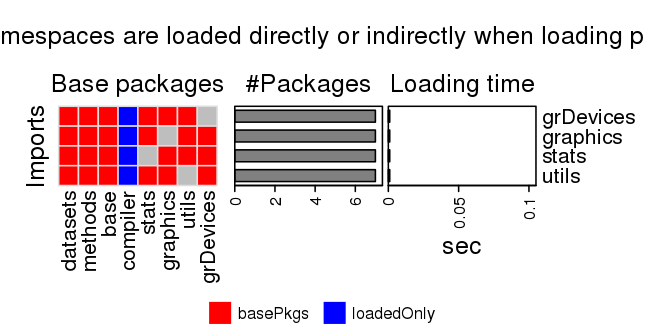 mespaces are loaded directly or indirectly when loading p
Base packages
#Packages
Loading time
Imports
grDevices
graphics
stats
utils
datasets
methods
base
compiler
stats
graphics
utils
grDevices
0
2
4
6
0
0.05
0.1
sec
basePkgs
loadedOnly